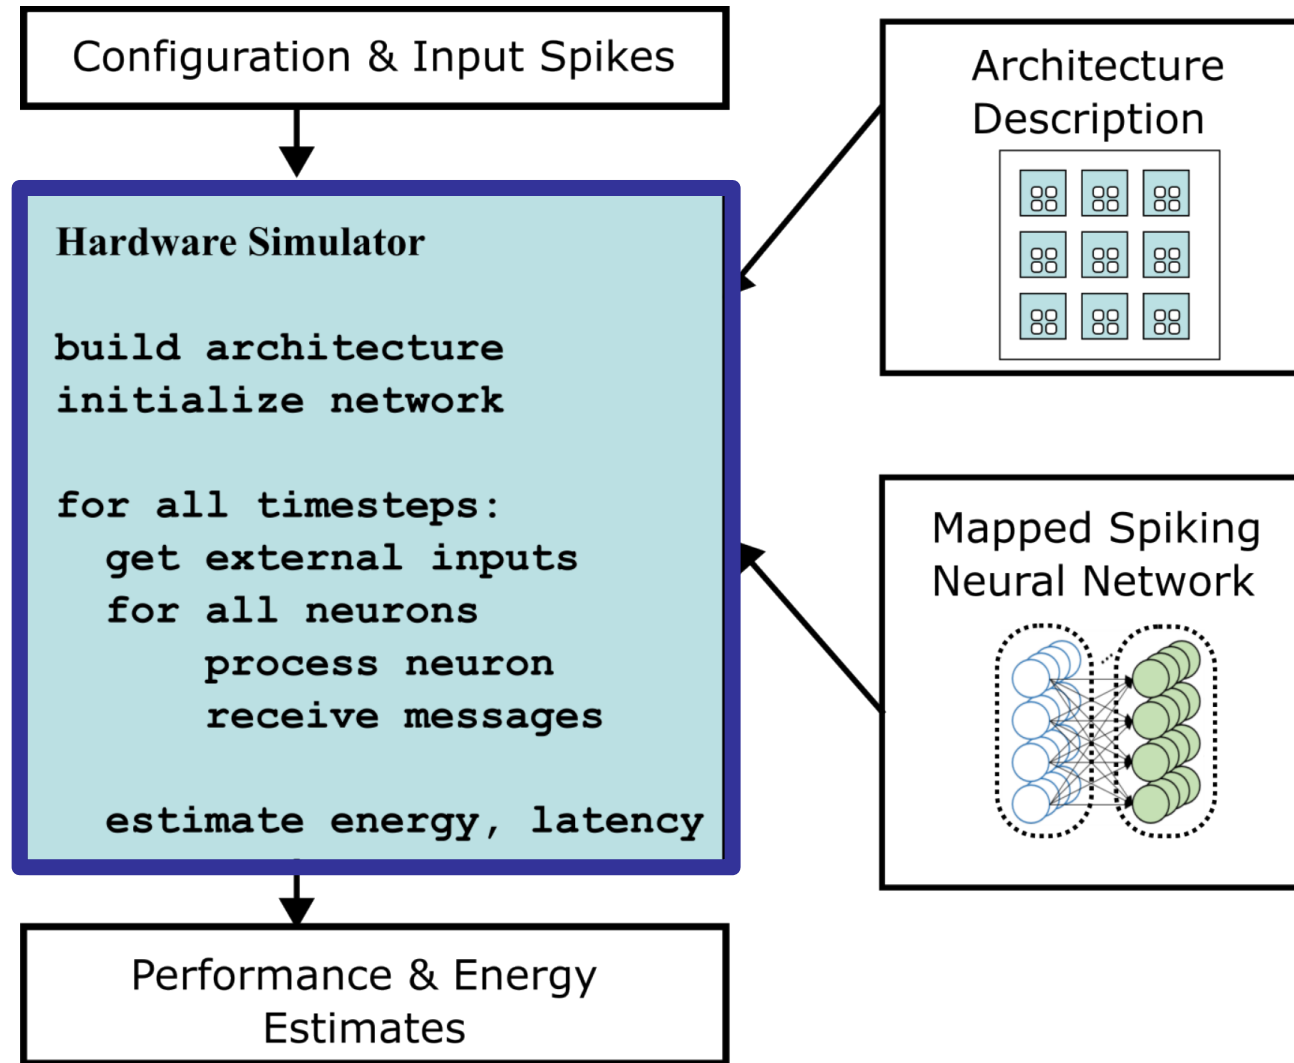 Configuration & Input Spikes
Architecture
Description
Hardware Simulator
build architecture
initialize network
for all timesteps:
get external inputs
for all neurons
process neuron
receive messages
estimate energy, latency
Mapped Spiking
Neural Network
Performance & Energy
Estimates